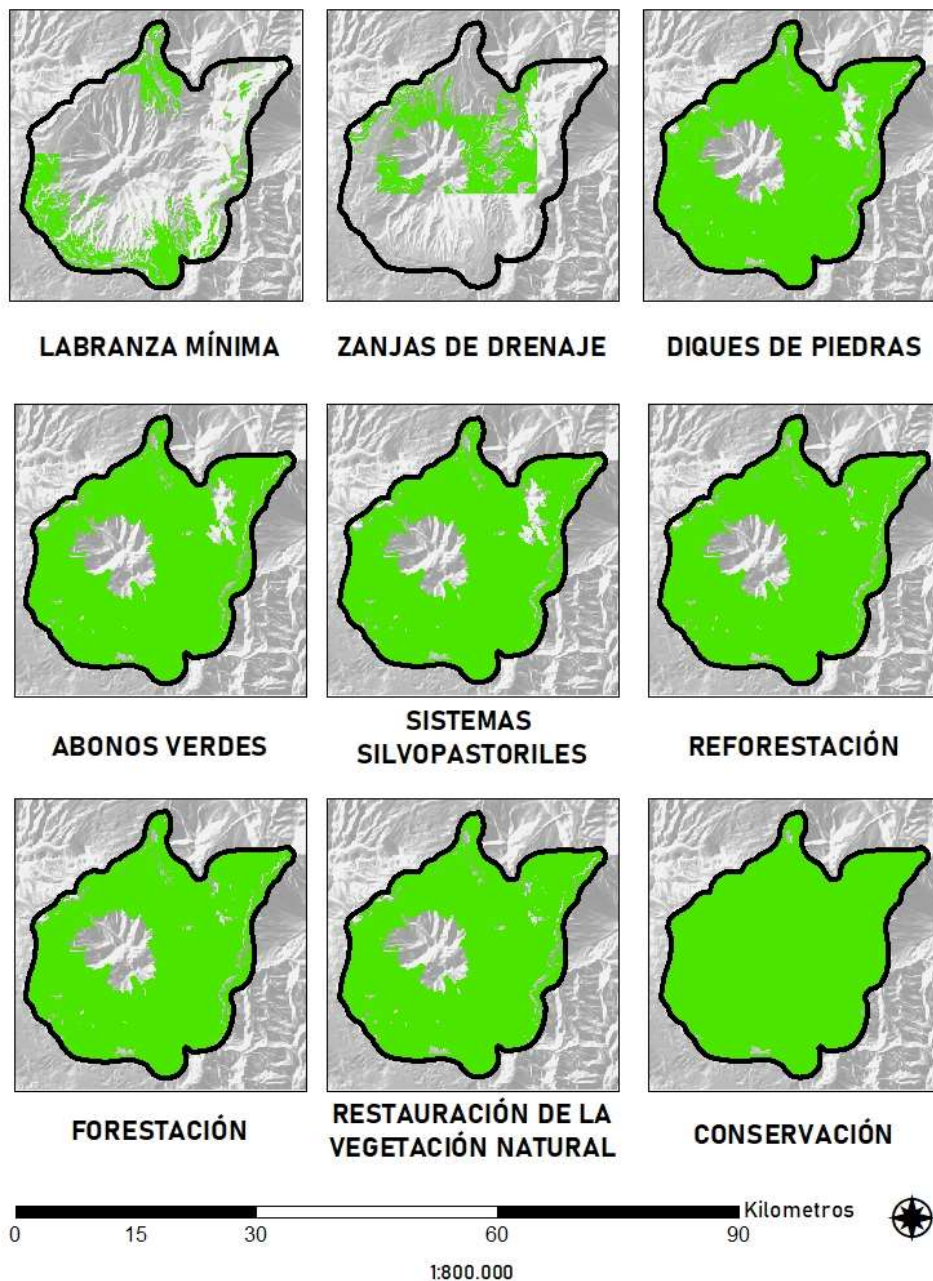 LABRANZA MÍNIMA
ZANJAS DE DRENAJE
DIQUES DE PIEDRAS
ABONOS VERDES
SISTEMAS
SILVOPASTORILES
REFORESTACIÓN
FORESTACIÓN
RESTAURACIÓN DE LA
VEGETACIÓN NATURAL
CONSERVACIÓN
Kilometros
0 15 30 60 90
1:800.000